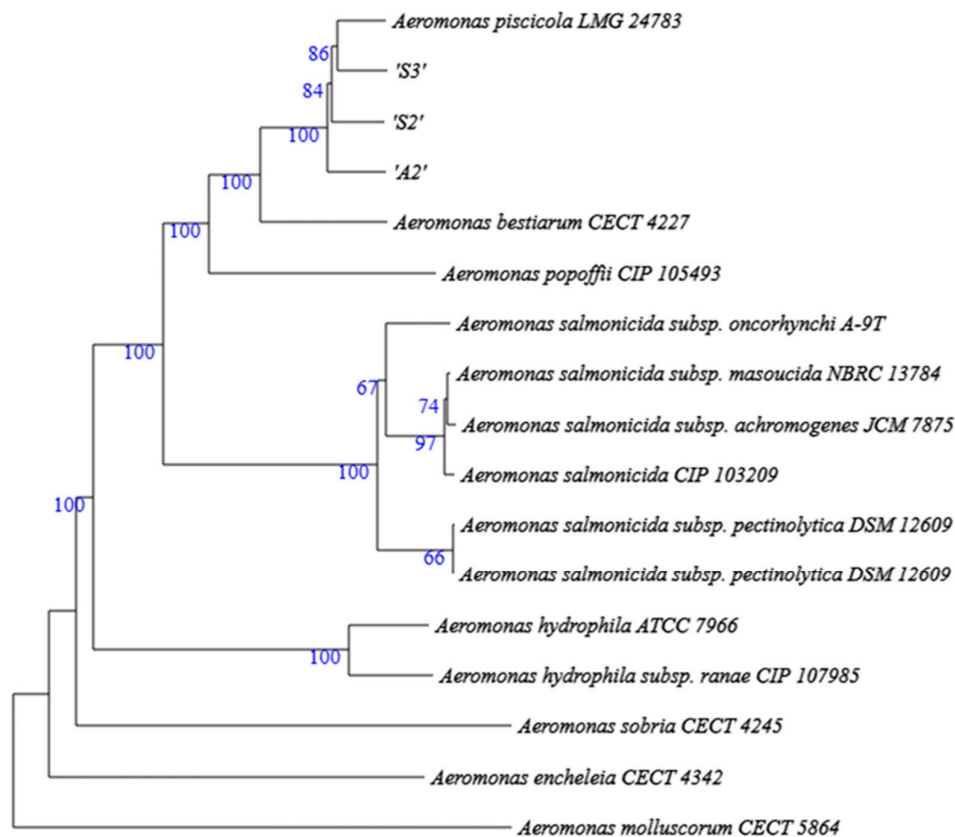 Aeromonas piscicola LMG 24783
86
'S3'
84
'S2'
100
'A2'
100
Aeromonas bestiarum CECT 4227
100
Aeromonas popoffii CIP 105493
Aeromonas salmonicida subsp. oncorhynchi A-9T
100
Aeromonas salmonicida subsp. masoucida NBRC 13784
67
74
Aeromonas salmonicida subsp. achromogenes JCM 7875
97
100
Aeromonas salmonicida CIP 103209
100
Aeromonas salmonicida subsp. pectinolytica DSM 12609
66
Aeromonas salmonicida subsp. pectinolytica DSM 12609
Aeromonas hydrophila ATCC 7966
100
Aeromonas hydrophila subsp. ranae CIP 107985
Aeromonas sobria CECT 4245
Aeromonas encheleia CECT 4342
Aeromonas molluscorum CECT 5864